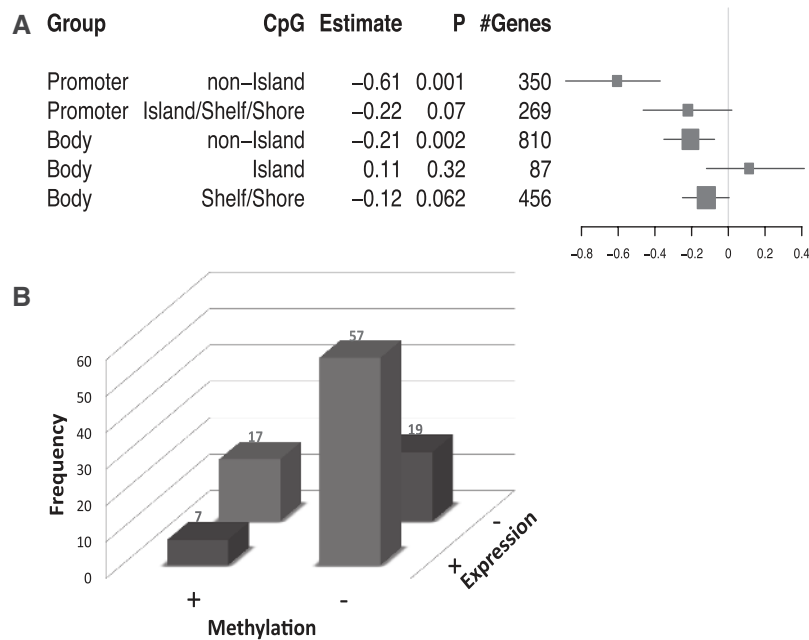 A
Group CpG Estimate P #Genes
Promoter non–Island –0.61 0.001 350
Promoter Island/Shelf/Shore –0.22 0.07 269
Body non–Island –0.21 0.002 810
Body Island 0.11 0.32 87
Body Shelf/Shore –0.12 0.062 456
–0.8 –0.6 –0.4 –0.2 0 0.2 0.4
B
Frequency
60
50
40
30
20
10
0
57
17
19
7
+ -
Methylation
-
+
Expression